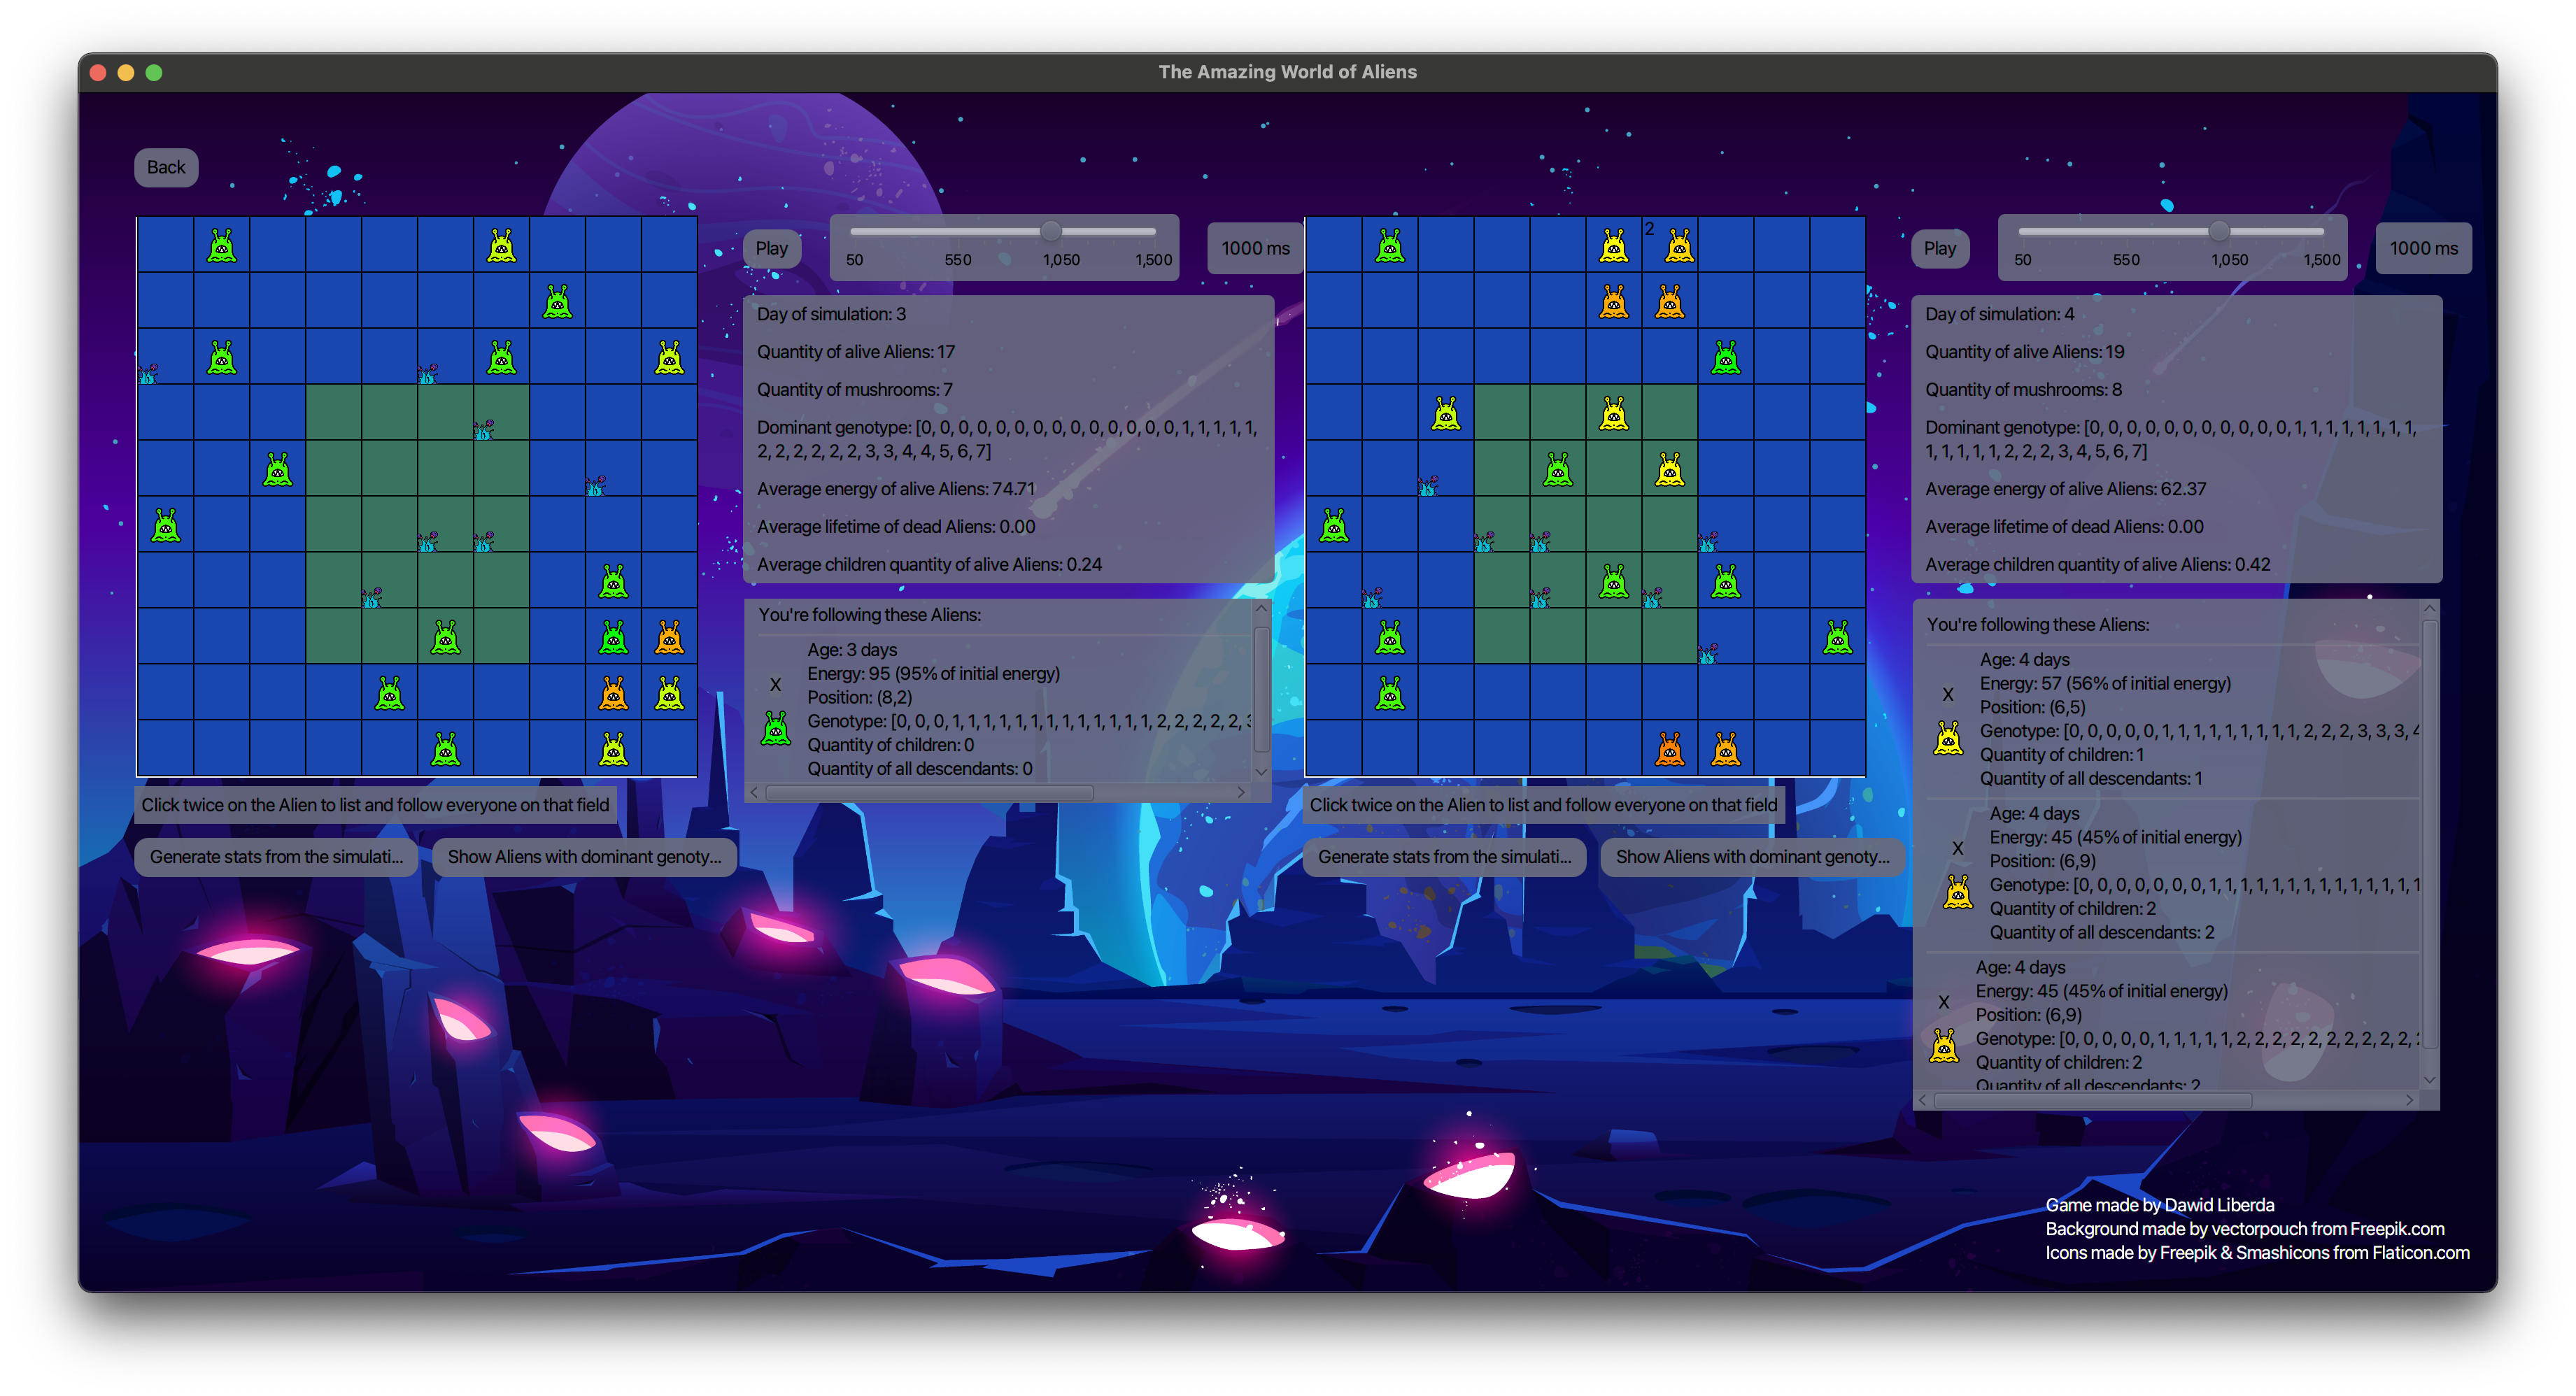 The Amazing World of Aliens
Back
Play
50 550 1,050 1,500
1000 ms
Day of simulation: 3
Quantity of alive Aliens: 17
Quantity of mushrooms: 7
Dominant genotype: [0, 0, 0, 0, 0, 0, 0, 0, 0, 0, 0, 0, 0, 0, 1, 1, 1, 1, 1,
2, 2, 2, 2, 2, 2, 3, 3, 4, 4, 5, 6, 7]
Average energy of alive Aliens: 74.71
Average lifetime of dead Aliens: 0.00
Average children quantity of alive Aliens: 0.24
You're following these Aliens:
X
Age: 3 days
Energy: 95 (95% of initial energy)
Position: (8,2)
Genotype: [0, 0, 0, 1, 1, 1, 1, 1, 1, 1, 1, 1, 1, 1, 1, 1, 2, 2, 2, 2, 2, 3
Quantity of children: 0
Quantity of all descendants: 0
Click twice on the Alien to list and follow everyone on that field
Generate stats from the simulati...
Show Aliens with dominant genoty...
2
Play
50 550 1,050 1,500
1000 ms
Day of simulation: 4
Quantity of alive Aliens: 19
Quantity of mushrooms: 8
Dominant genotype: [0, 0, 0, 0, 0, 0, 0, 0, 0, 0, 0, 1, 1, 1, 1, 1, 1, 1, 1,
1, 1, 1, 1, 1, 2, 2, 2, 3, 4, 5, 6, 7]
Average energy of alive Aliens: 62.37
Average lifetime of dead Aliens: 0.00
Average children quantity of alive Aliens: 0.42
You're following these Aliens:
X
Age: 4 days
Energy: 57 (56% of initial energy)
Position: (6,5)
Genotype: [0, 0, 0, 0, 0, 1, 1, 1, 1, 1, 1, 1, 1, 1, 2, 2, 2, 3, 3, 3, 4
Quantity of children: 1
Quantity of all descendants: 1
X
Age: 4 days
Energy: 45 (45% of initial energy)
Position: (6,9)
Genotype: [0, 0, 0, 0, 0, 0, 0, 1, 1, 1, 1, 1, 1, 1, 1, 1, 1, 1, 1, 1, 1
Quantity of children: 2
Quantity of all descendants: 2
X
Age: 4 days
Energy: 45 (45% of initial energy)
Position: (6,9)
Genotype: [0, 0, 0, 0, 0, 1, 1, 1, 1, 1, 2, 2, 2, 2, 2, 2, 2, 2, 2, 2,
Quantity of children: 2
Quantity of all descendants: 2
Click twice on the Alien to list and follow everyone on that field
Generate stats from the simulati...
Show Aliens with dominant genoty...
Game made by Dawid Liberda
Background made by vectorpouch from Freepik.com
Icons made by Freepik & Smashicons from Flaticon.com